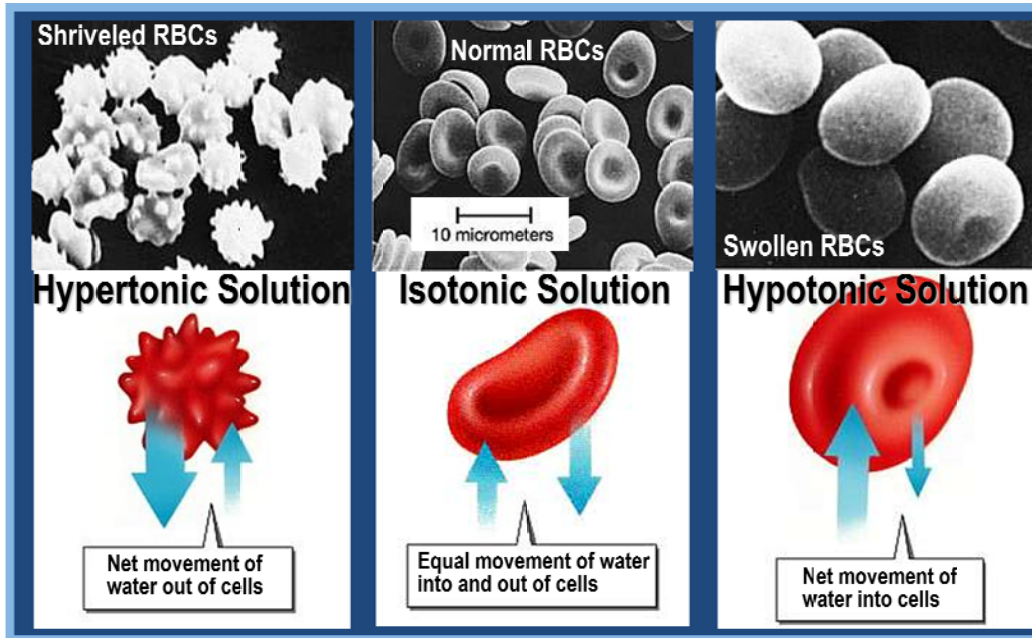 Shriveled RBCs
Normal RBCs
10 micrometers
Swollen RBCs
Hypertonic Solution
Isotonic Solution
Hypotonic Solution
Net movement of
water out of cells
Equal movement of water
into and out of cells
Net movement of
water into cells